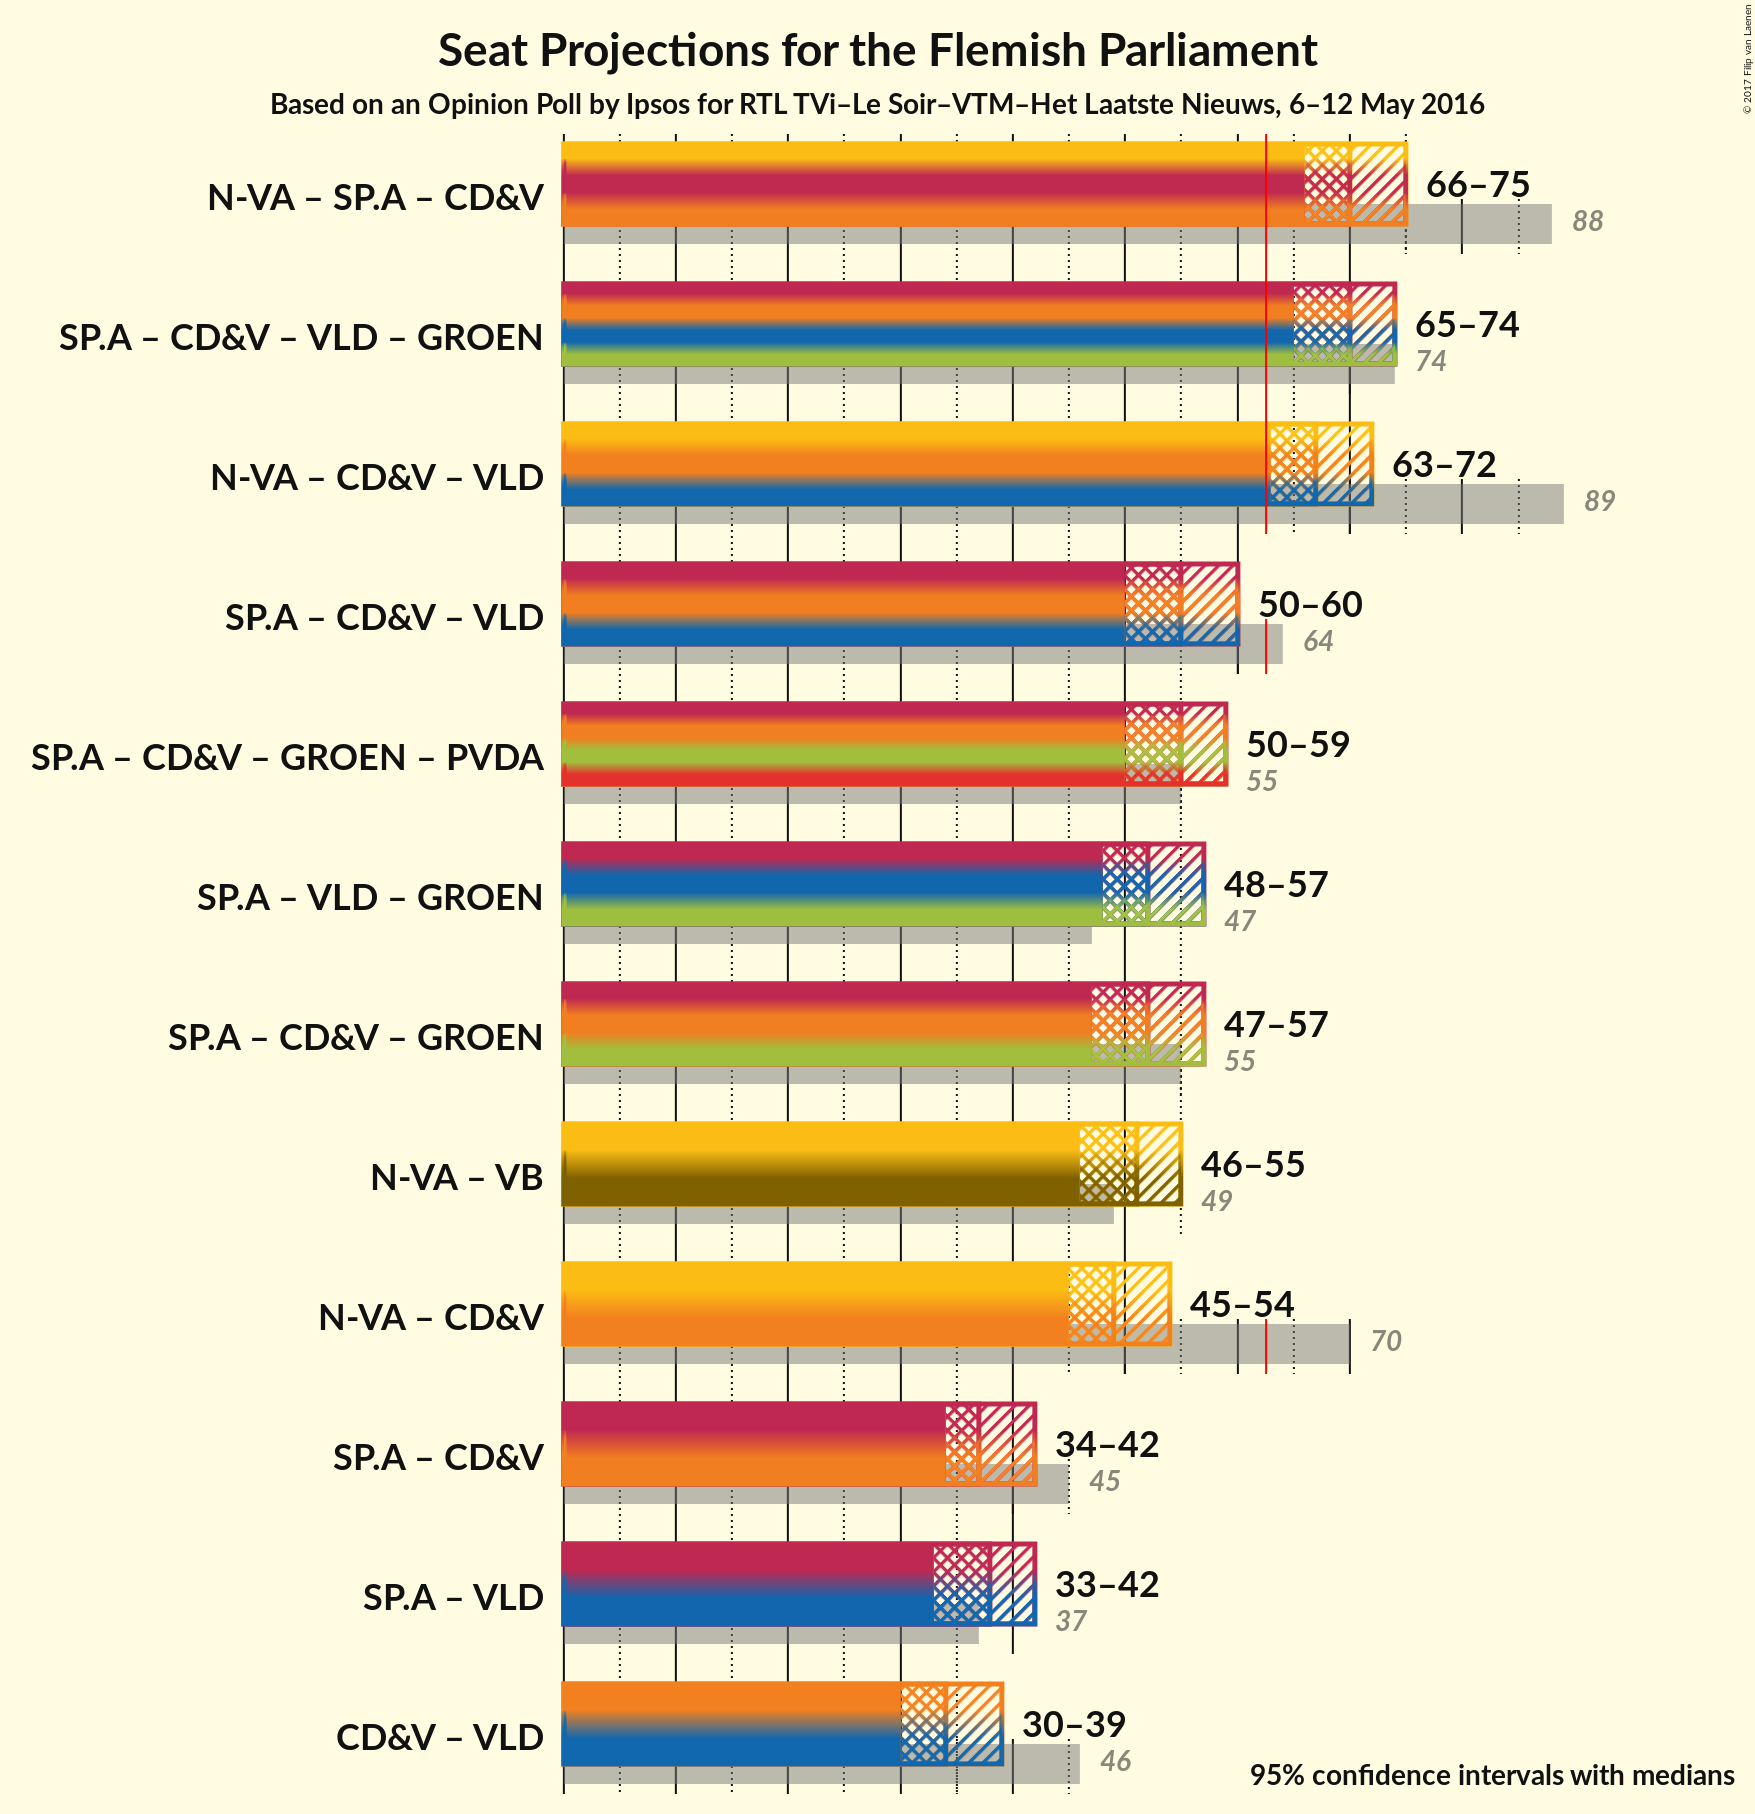 Seat Projections for the Flemish Parliament
Based on an Opinion Poll by Ipsos for RTL TVi–Le Soir–VTM–Het Laatste Nieuws, 6–12 May 2016
© 2017 Filip van Laenen
N-VA – SP.A – CD&V
66–75
88
SP.A – CD&V – VLD – GROEN
65–74
74
N-VA – CD&V – VLD
63–72
89
SP.A – CD&V – VLD
50–60
64
SP.A – CD&V – GROEN – PVDA
50–59
55
SP.A – VLD – GROEN
48–57
47
SP.A – CD&V – GROEN
47–57
55
N-VA – VB
46–55
49
N-VA – CD&V
45–54
70
SP.A – CD&V
34–42
45
SP.A – VLD
33–42
37
CD&V – VLD
30–39
46
95% confidence intervals with medians